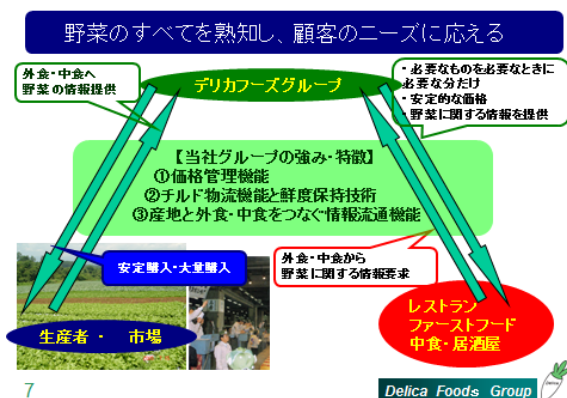 野菜のすべてを熟知し、顧客のニーズに応える
外食・中食へ
野菜の情報提供
デリカフーズグループ
・必要なものを必要なときに
必要な分だけ
・安定的な価格
・野菜に関する情報を提供
【当社グループの強み・特徴】
①価格管理機能
②チルド物流機能と鮮度保持技術
③産地と外食・中食をつなぐ情報流通機能
安定購入・大量購入
外食・中食から
野菜に関する情報要求
生産者・ 市場
レストラン
ファーストフード
中食・居酒屋
7
Delica Foods Group
Delica